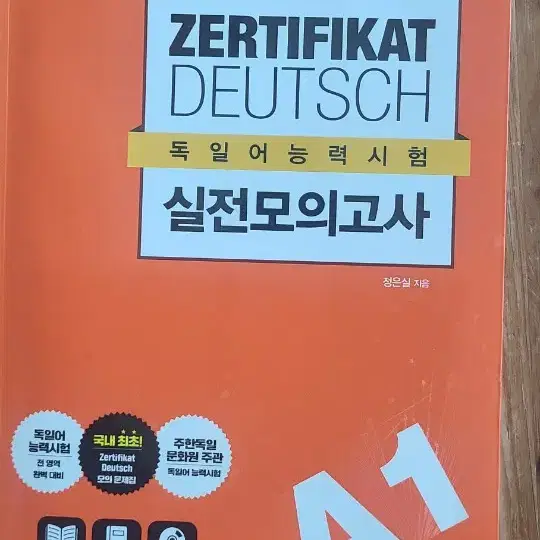 ZERTIFIKAT
DEUTSCH
독일어능력시험
실전모의고사
정은실 지음
독일어
능력시험
전 영역
완벽 대비
국내 최초!
Zertifikat
Deutsch
모의 문제집
주한독일
문화원 주관
독일어 능력시험
A1